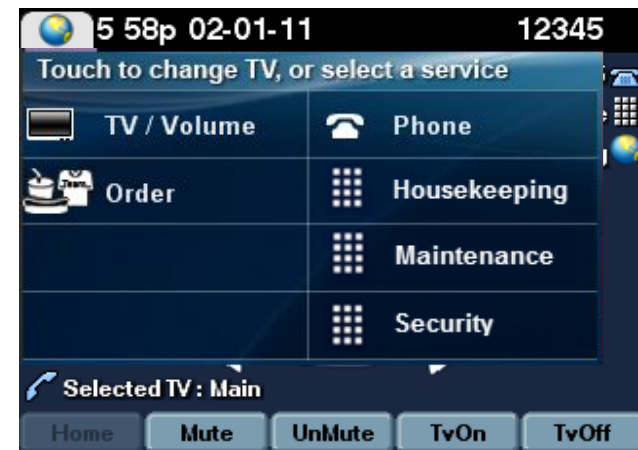 5 58p 02-01-11 12345
Touch to change TV, or select a service
TV / Volume
Phone
Team
Order
Housekeeping
Maintenance
Security
Selected TV : Main
Home Mute UnMute TvOn TvOff